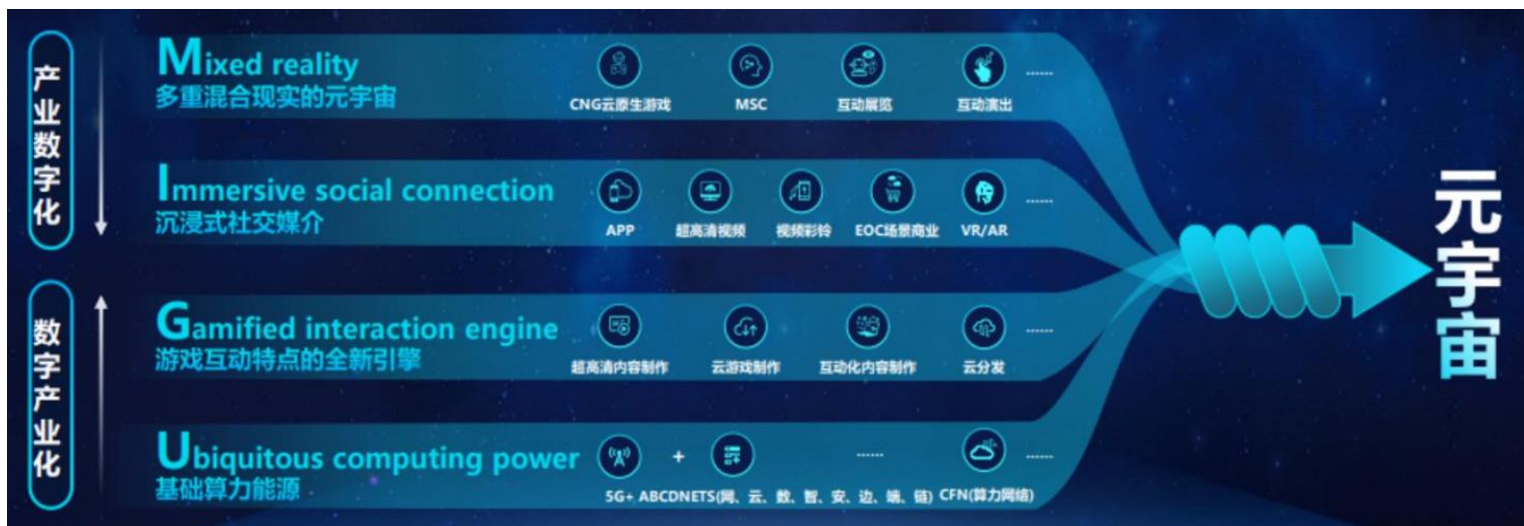 产业数字化
Mixed reality
多重混合现实的元宇宙
CNG云原生游戏
MSC
互动展览
互动演出
······
Immersive social connection
沉浸式社交媒介
APP
超高清视频
视频彩铃
EOC场景商业
VR/AR
······
数字产业化
Gamified interaction engine
游戏互动特点的全新引擎
超高清内容制作
云游戏制作
互动化内容制作
云分发
······
Ubiquitous computing power
基础算力能源
+
······
······
5G+ ABCDNETS(网、云、数、智、安、边、端、链) CFN(算力网络)
元宇宙